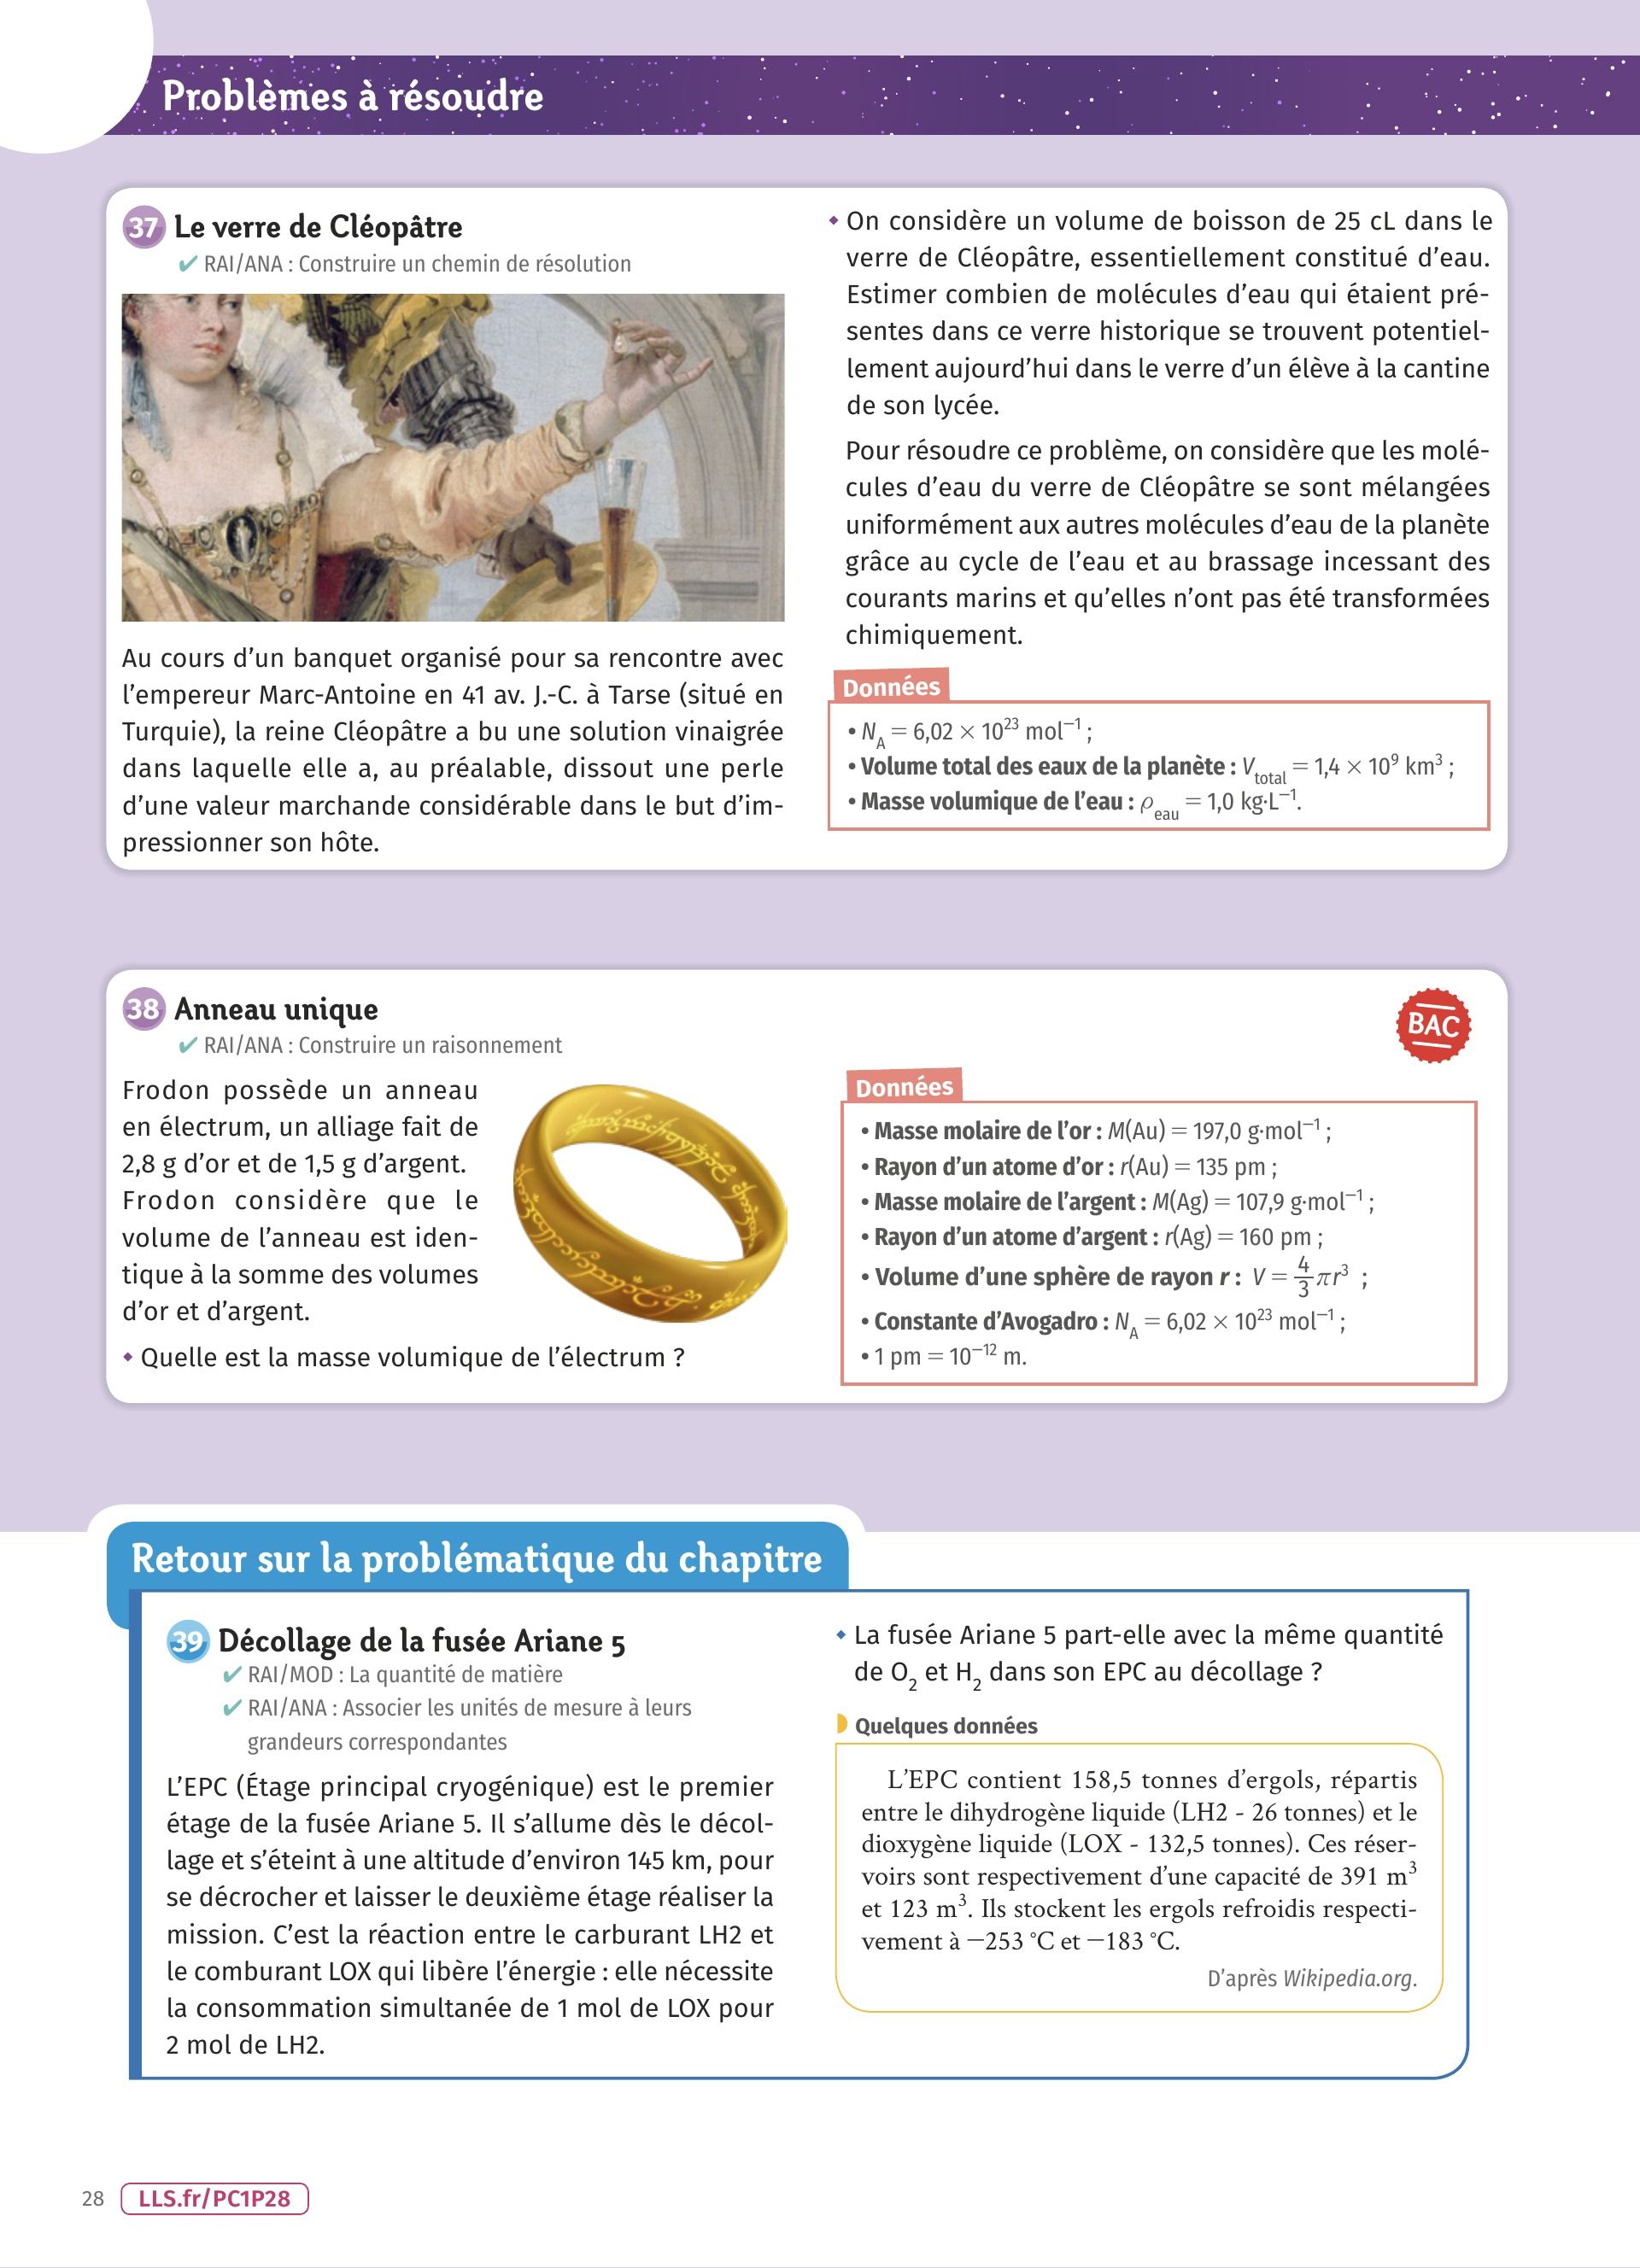 Problèmes à résoudre
37 Le verre de Cléopâtre
✔ RAI/ANA : Construire un chemin de résolution
Au cours d’un banquet organisé pour sa rencontre avec
l’empereur Marc-Antoine en 41 av. J.-C. à Tarse (situé en
Turquie), la reine Cléopâtre a bu une solution vinaigrée
dans laquelle elle a, au préalable, dissout une perle
d’une valeur marchande considérable dans le but d’im-
pressionner son hôte.
On considère un volume de boisson de 25 cL dans le
verre de Cléopâtre, essentiellement constitué d’eau.
Estimer combien de molécules d’eau qui étaient pré-
sentes dans ce verre historique se trouvent potentiel-
lement aujourd’hui dans le verre d’un élève à la cantine
de son lycée.
Pour résoudre ce problème, on considère que les molé-
cules d’eau du verre de Cléopâtre se sont mélangées
uniformément aux autres molécules d’eau de la planète
grâce au cycle de l’eau et au brassage incessant des
courants marins et qu’elles n’ont pas été transformées
chimiquement.
Données
• N_A = 6,02 × 10^23 mol^–1 ;
• Volume total des eaux de la planète : V_total = 1,4 × 10^9 km^3 ;
• Masse volumique de l’eau : ρ_eau = 1,0 kg·L^–1.
38 Anneau unique
✔ RAI/ANA : Construire un raisonnement
BAC
Frodon possède un anneau
en électrum, un alliage fait de
2,8 g d’or et de 1,5 g d’argent.
Frodon considère que le
volume de l’anneau est iden-
tique à la somme des volumes
d’or et d’argent.
Quelle est la masse volumique de l’électrum ?
Données
• Masse molaire de l’or : M(Au) = 197,0 g·mol^–1 ;
• Rayon d’un atome d’or : r(Au) = 135 pm ;
• Masse molaire de l’argent : M(Ag) = 107,9 g·mol^–1 ;
• Rayon d’un atome d’argent : r(Ag) = 160 pm ;
• Volume d’une sphère de rayon r : V = 4/3 πr^3 ;
• Constante d’Avogadro : N_A = 6,02 × 10^23 mol^–1 ;
• 1 pm = 10^–12 m.
Retour sur la problématique du chapitre
39 Décollage de la fusée Ariane 5
✔ RAI/MOD : La quantité de matière
✔ RAI/ANA : Associer les unités de mesure à leurs
grandeurs correspondantes
L’EPC (Étage principal cryogénique) est le premier
étage de la fusée Ariane 5. Il s’allume dès le décol-
lage et s’éteint à une altitude d’environ 145 km, pour
se décrocher et laisser le deuxième étage réaliser la
mission. C’est la réaction entre le carburant LH2 et
le comburant LOX qui libère l’énergie : elle nécessite
la consommation simultanée de 1 mol de LOX pour
2 mol de LH2.
La fusée Ariane 5 part-elle avec la même quantité
de O₂ et H₂ dans son EPC au décollage ?
Quelques données
L’EPC contient 158,5 tonnes d’ergols, répartis
entre le dihydrogène liquide (LH2 - 26 tonnes) et le
dioxygène liquide (LOX - 132,5 tonnes). Ces réser-
voirs sont respectivement d’une capacité de 391 m^3
et 123 m^3. Ils stockent les ergols refroidis respecti-
vement à –253 °C et –183 °C.
D’après Wikipedia.org.
28 LLS.fr/PC1P28